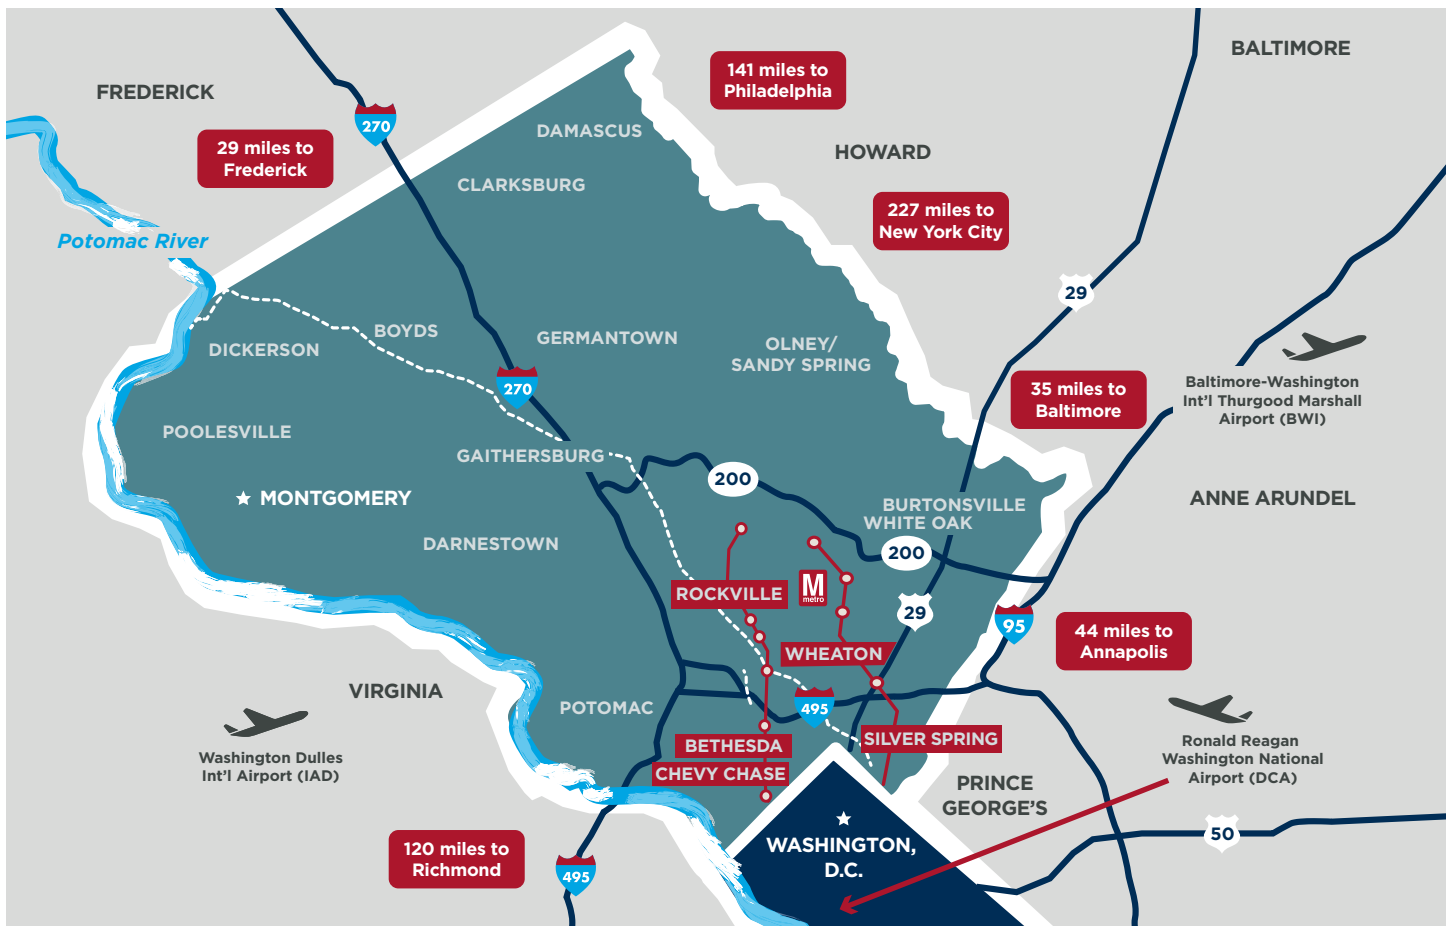 BALTIMORE
141 miles to
Philadelphia
FREDERICK
270
DAMASCUS
29 miles to
Frederick
HOWARD
CLARKSBURG
227 miles to
New York City
Potomac River
29
BOYDS
GERMANTOWN
OLNEY/
SANDY SPRING
DICKERSON
270
35 miles to
Baltimore
Baltimore-Washington
Int'l Thurgood Marshall
Airport (BWI)
POOLESVILLE
GAITHERSBURG
200
MONTGOMERY
ANNE ARUNDEL
BURTONSVILLE
WHITE OAK
DARNESTOWN
200
ROCKVILLE
M
metro
29
95
44 miles to
Annapolis
WHEATON
VIRGINIA
POTOMAC
495
Washington Dulles
Int'l Airport (IAD)
BETHESDA
SILVER SPRING
Ronald Reagan
Washington National
Airport (DCA)
CHEVY CHASE
PRINCE
GEORGE'S
WASHINGTON,
D.C.
50
120 miles to
Richmond
495